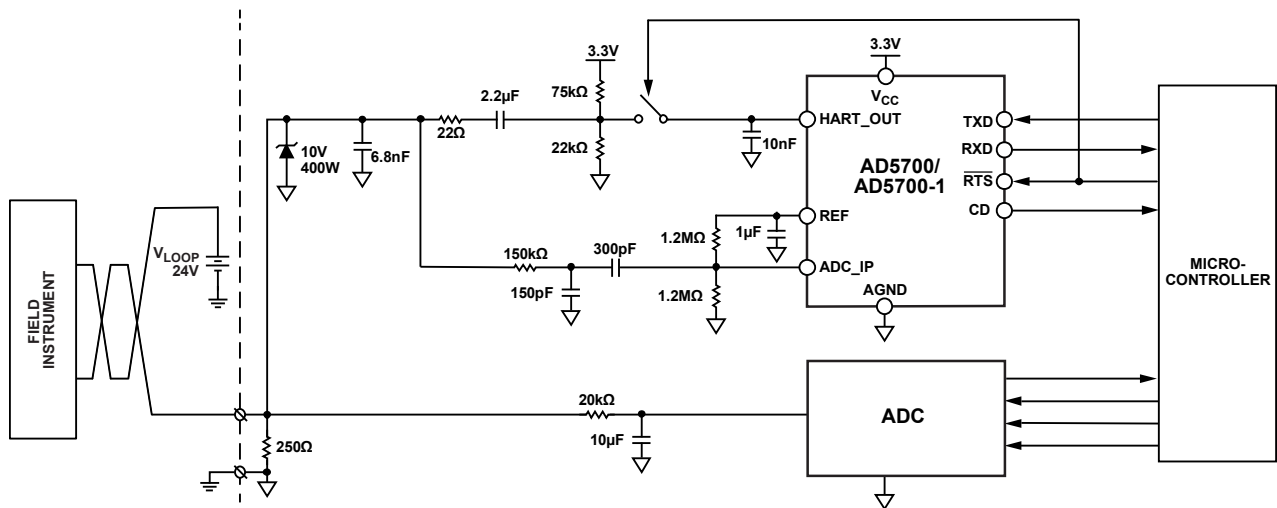 3.3V
3.3V
2.2µF
75kΩ
VCC
HART_OUT
TXD
22Ω
10V
400W
6.8nF
22kΩ
10nF
RXD
AD5700/
AD5700-1
RTS
REF
CD
VLOOP
24V
150kΩ
300pF
1.2MΩ
1µF
ADC_IP
MICRO-
CONTROLLER
FIELD
INSTRUMENT
150pF
1.2MΩ
AGND
20kΩ
ADC
10µF
250Ω